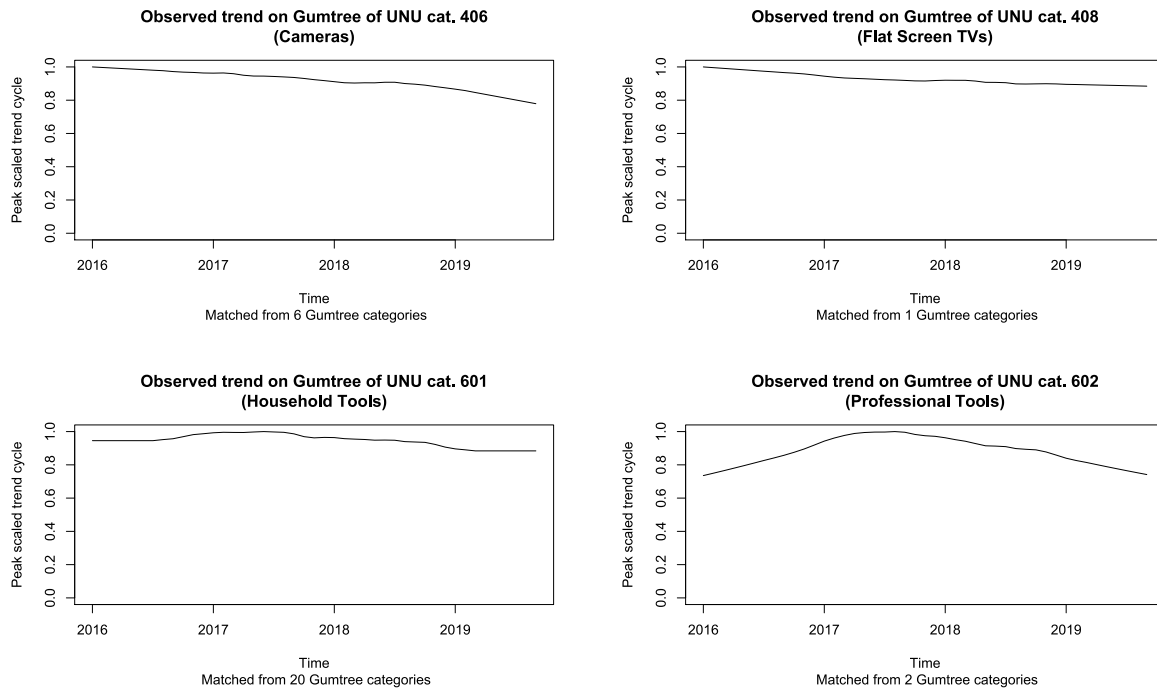 Observed trend on Gumtree of UNU cat. 406
(Cameras)
Peak scaled trend cycle
1.0
0.8
0.6
0.4
0.2
0.0
2016 2017 2018 2019
Time
Matched from 6 Gumtree categories
Observed trend on Gumtree of UNU cat. 408
(Flat Screen TVs)
Peak scaled trend cycle
1.0
0.8
0.6
0.4
0.2
0.0
2016 2017 2018 2019
Time
Matched from 1 Gumtree categories
Observed trend on Gumtree of UNU cat. 601
(Household Tools)
Peak scaled trend cycle
1.0
0.8
0.6
0.4
0.2
0.0
2016 2017 2018 2019
Time
Matched from 20 Gumtree categories
Observed trend on Gumtree of UNU cat. 602
(Professional Tools)
Peak scaled trend cycle
1.0
0.8
0.6
0.4
0.2
0.0
2016 2017 2018 2019
Time
Matched from 2 Gumtree categories